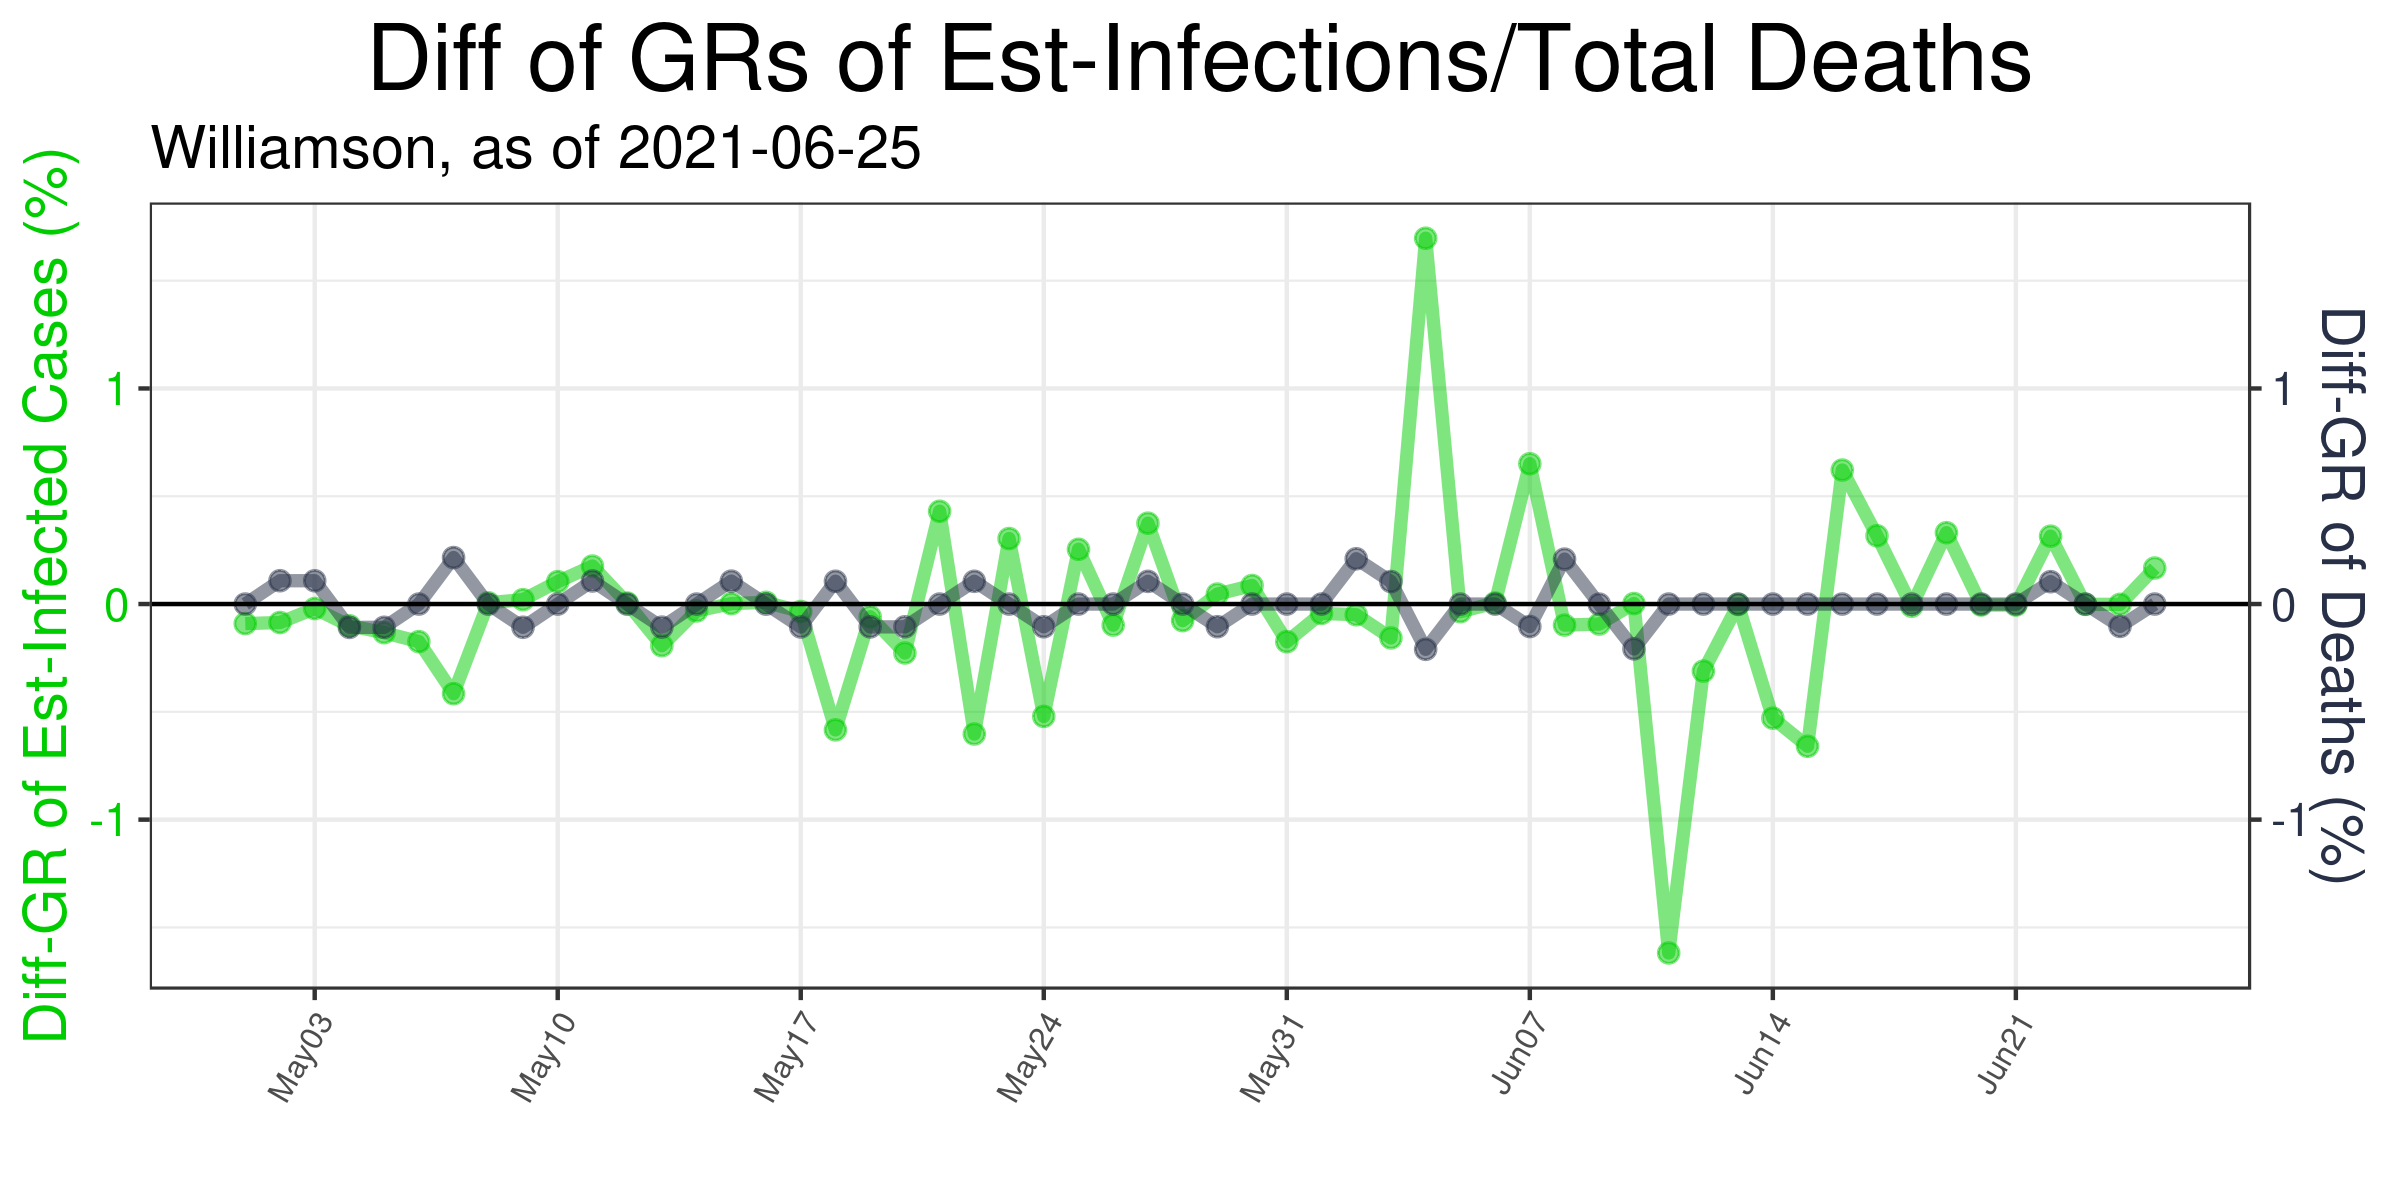 Diff of GRs of Est-Infections/Total Deaths
Williamson, as of 2021-06-25
Diff-GR of Est-Infected Cases (%)
1
0
-1
1
0
-1
Diff-GR of Deaths (%)
May03
May10
May17
May24
May31
Jun07
Jun14
Jun21